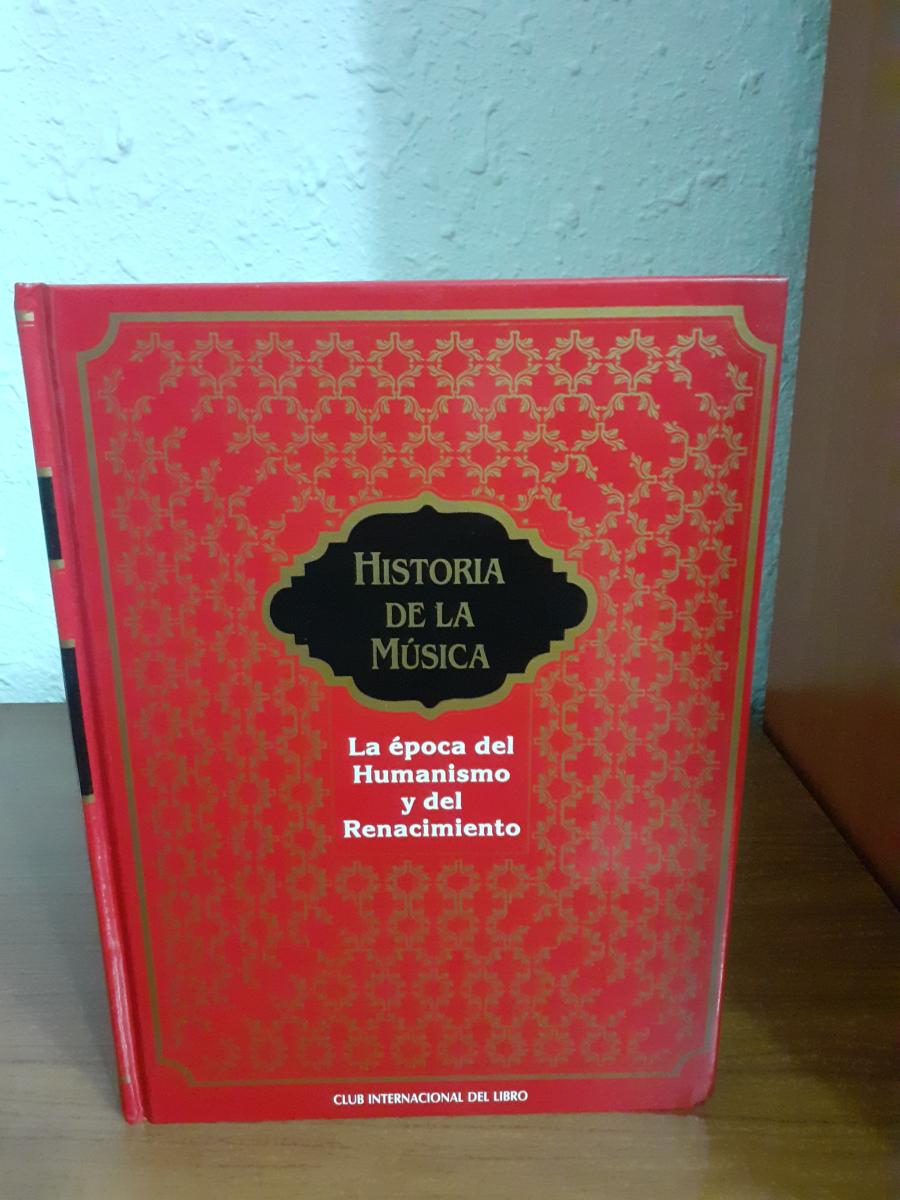 HISTORIA
DE LA
MÚSICA
La época del
Humanismo
y del
Renacimiento
CLUB INTERNACIONAL DEL LIBRO